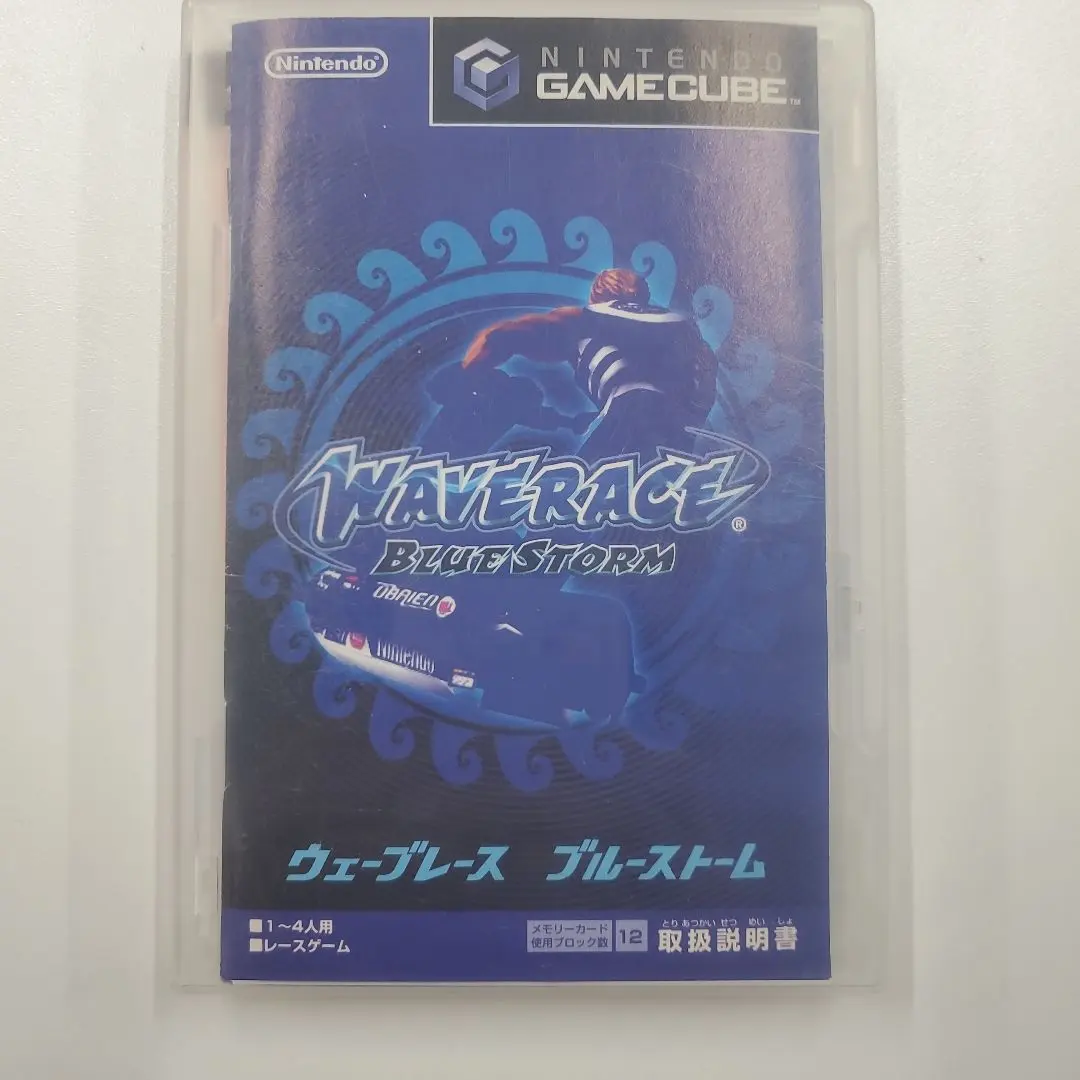 Nintendo
NINTENDO
GAMECUBE™
WAVERACE®
BLUE STORM
OBRIEN
Nintendo
ウェーブレース ブルーストーム
■1～4人用
■レースゲーム
メモリーカード
使用ブロック数
12
とりあつかいせつめいしょ
取扱説明書